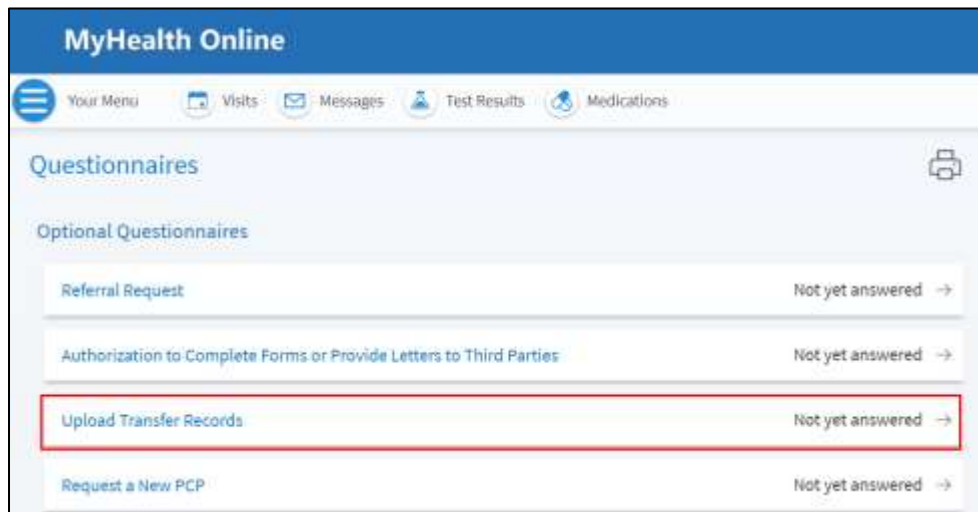 MyHealth Online
Your Menu Visits Messages Test Results Medications
Questionnaires
Optional Questionnaires
Referral Request Not yet answered →
Authorization to Complete Forms or Provide Letters to Third Parties Not yet answered →
Upload Transfer Records Not yet answered →
Request a New PCP Not yet answered →